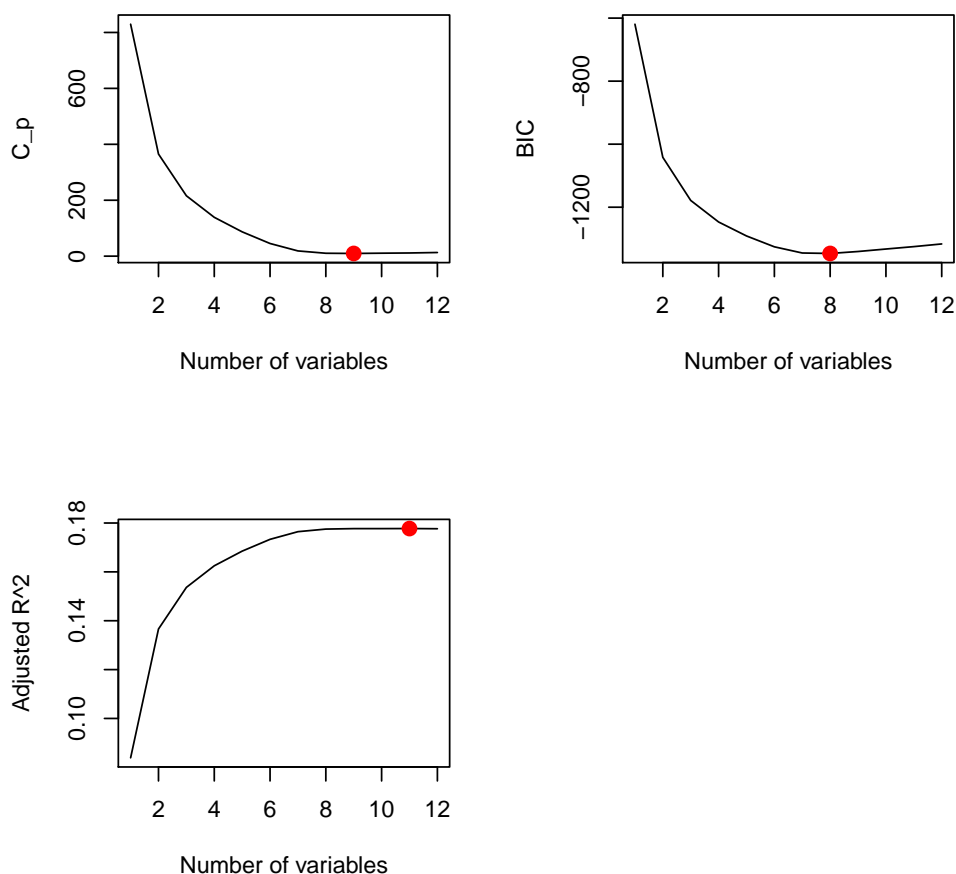 C_p
600
200
0
2 4 6 8 10 12
Number of variables
BIC
−800
−1200
2 4 6 8 10 12
Number of variables
Adjusted R^2
0.18
0.14
0.10
2 4 6 8 10 12
Number of variables